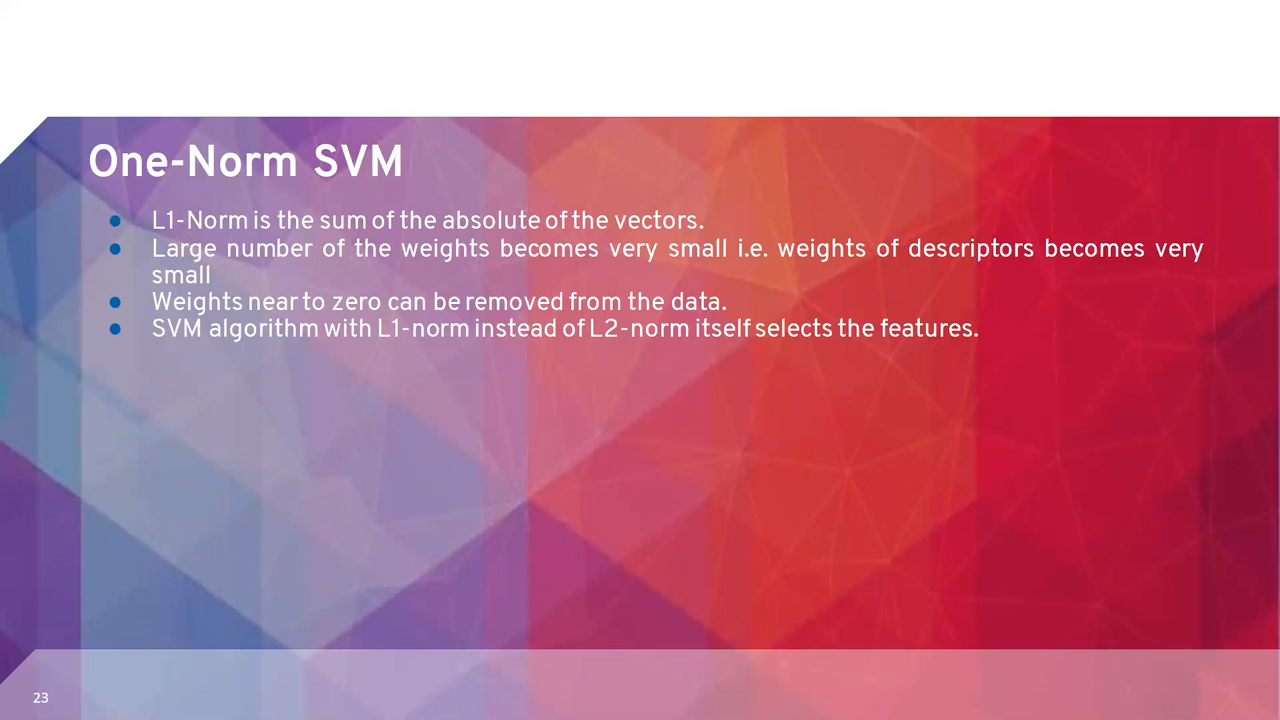 One-Norm SVM
● L1-Norm is the sum of the absolute of the vectors.
● Large number of the weights becomes very small i.e. weights of descriptors becomes very
small
● Weights near to zero can be removed from the data.
● SVM algorithm with L1-norm instead of L2-norm itself selects the features.
23